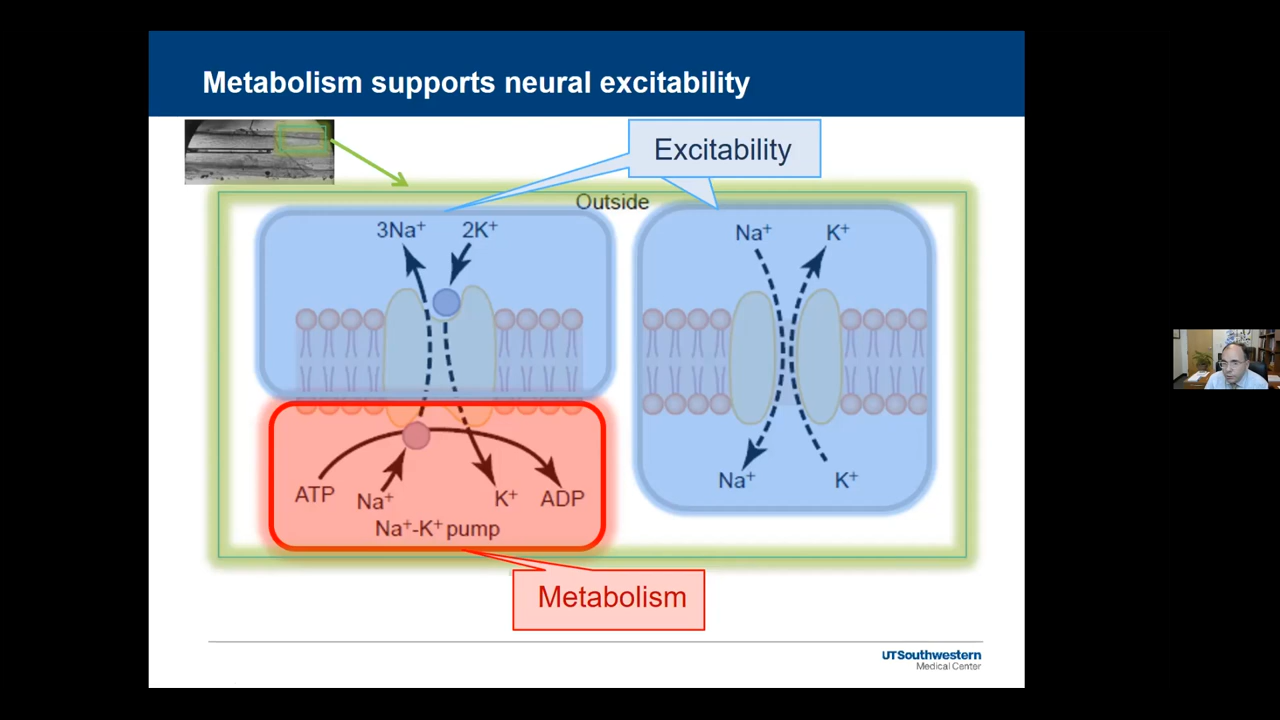 Metabolism supports neural excitability
Excitability
Outside
3Na⁺ 2K⁺
Na⁺ K⁺
ATP Na⁺ K⁺ ADP
Na⁺-K⁺ pump
Na⁺ K⁺
Metabolism
UTSouthwestern
Medical Center